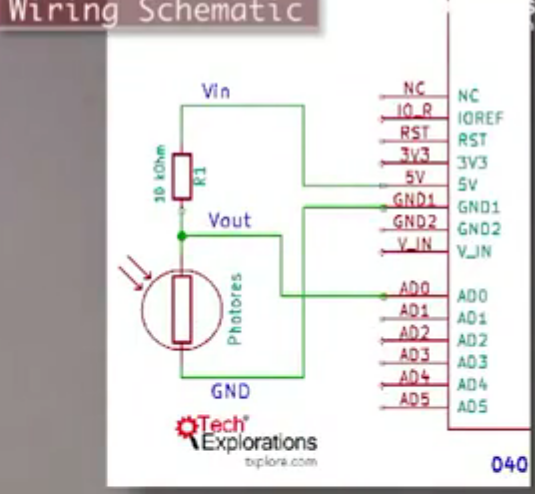 Wiring Schematic
Vin
10 kOhm
R1
Vout
Photores
GND
NC
IO_R
RST
3V3
5V
GND1
GND2
V_IN
AD0
AD1
AD2
AD3
AD4
AD5
NC
IOREF
RST
3V3
5V
GND1
GND2
V_IN
AD0
AD1
AD2
AD3
AD4
AD5
Tech
Explorations
txplore.com